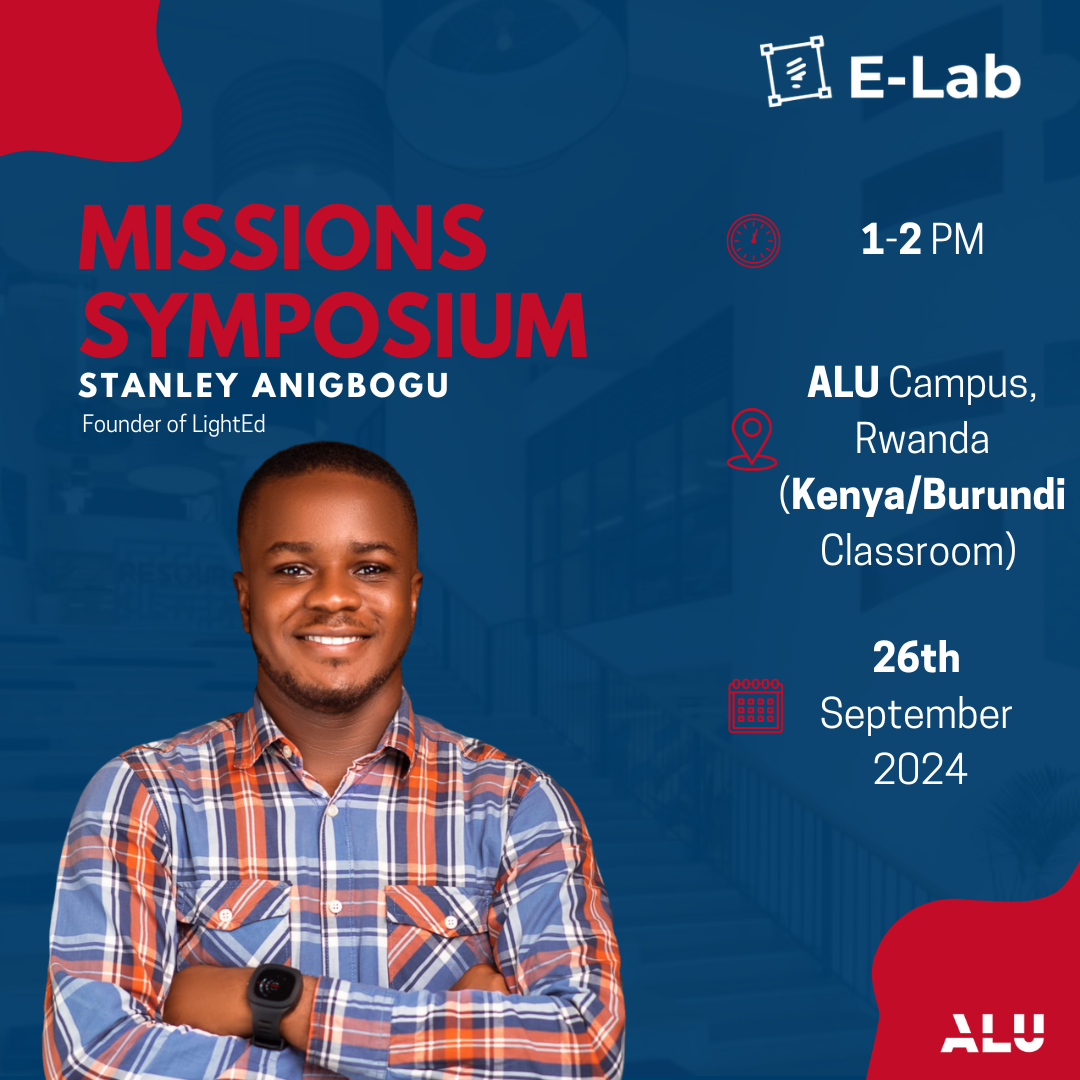 E-Lab
MISSIONS
SYMPOSIUM
STANLEY ANIGBOGU
Founder of LightEd
1-2 PM
ALU Campus,
Rwanda
(Kenya/Burundi
Classroom)
26th
September
2024
ALU